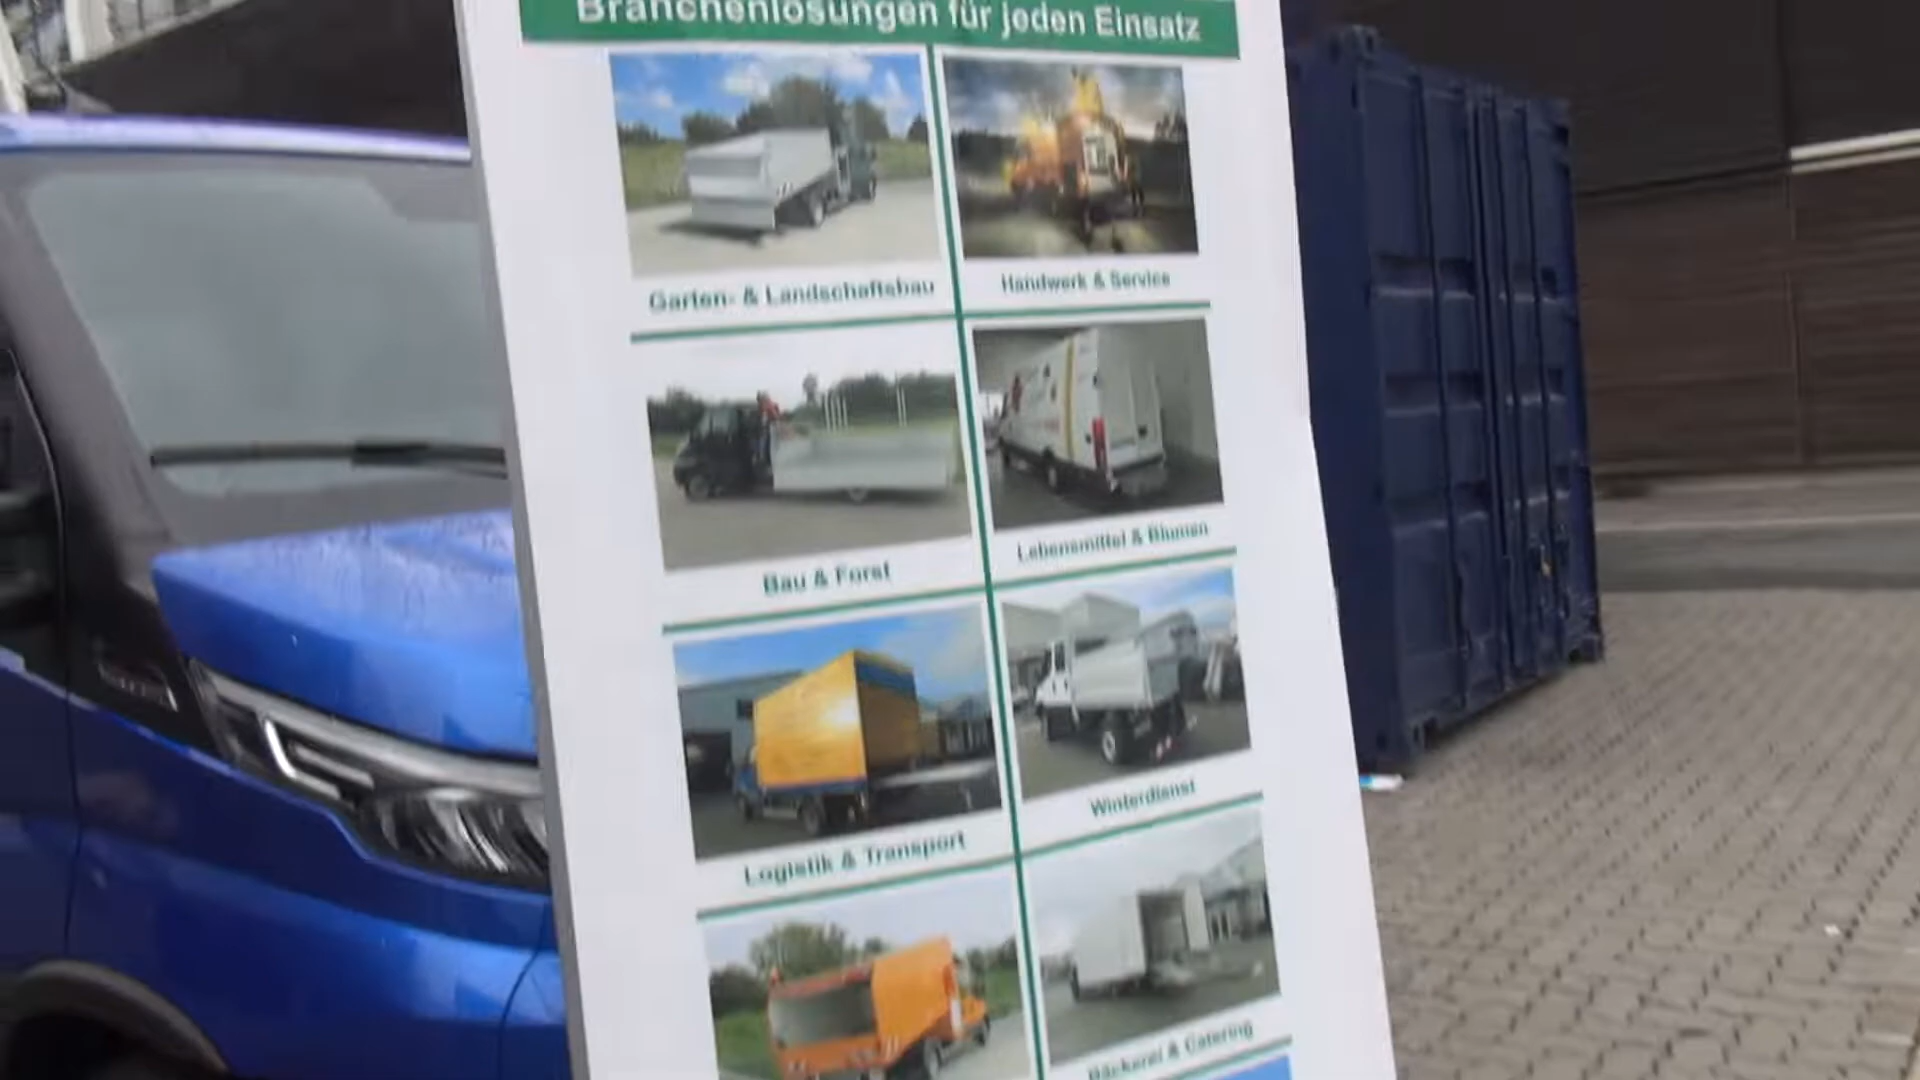 Branchenlösungen für jeden Einsatz
Garten- & Landschaftsbau
Handwerk & Service
Bau & Forst
Lebensmittel & Blumen
Logistik & Transport
Winterdienst
Bäckerei & Catering